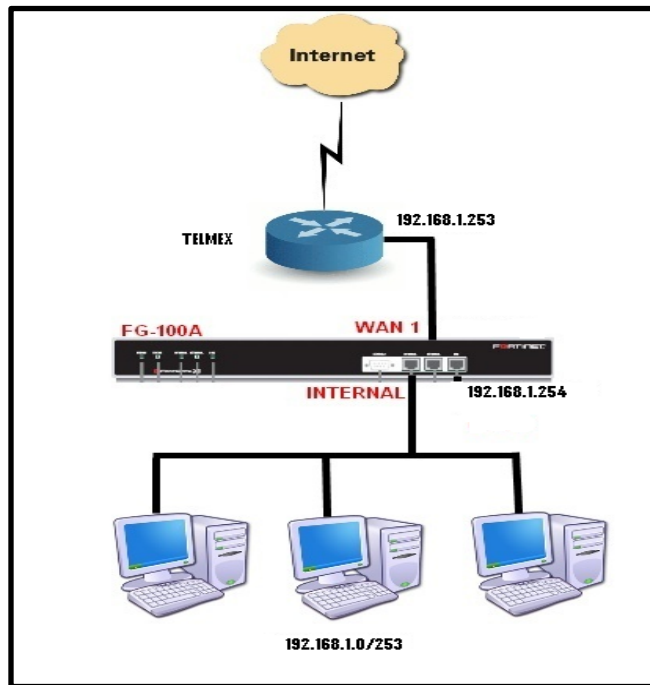 Internet
192.168.1.253
TELMEX
FG-100A
WAN 1
FORTINET
INTERNAL
192.168.1.254
192.168.1.0/253